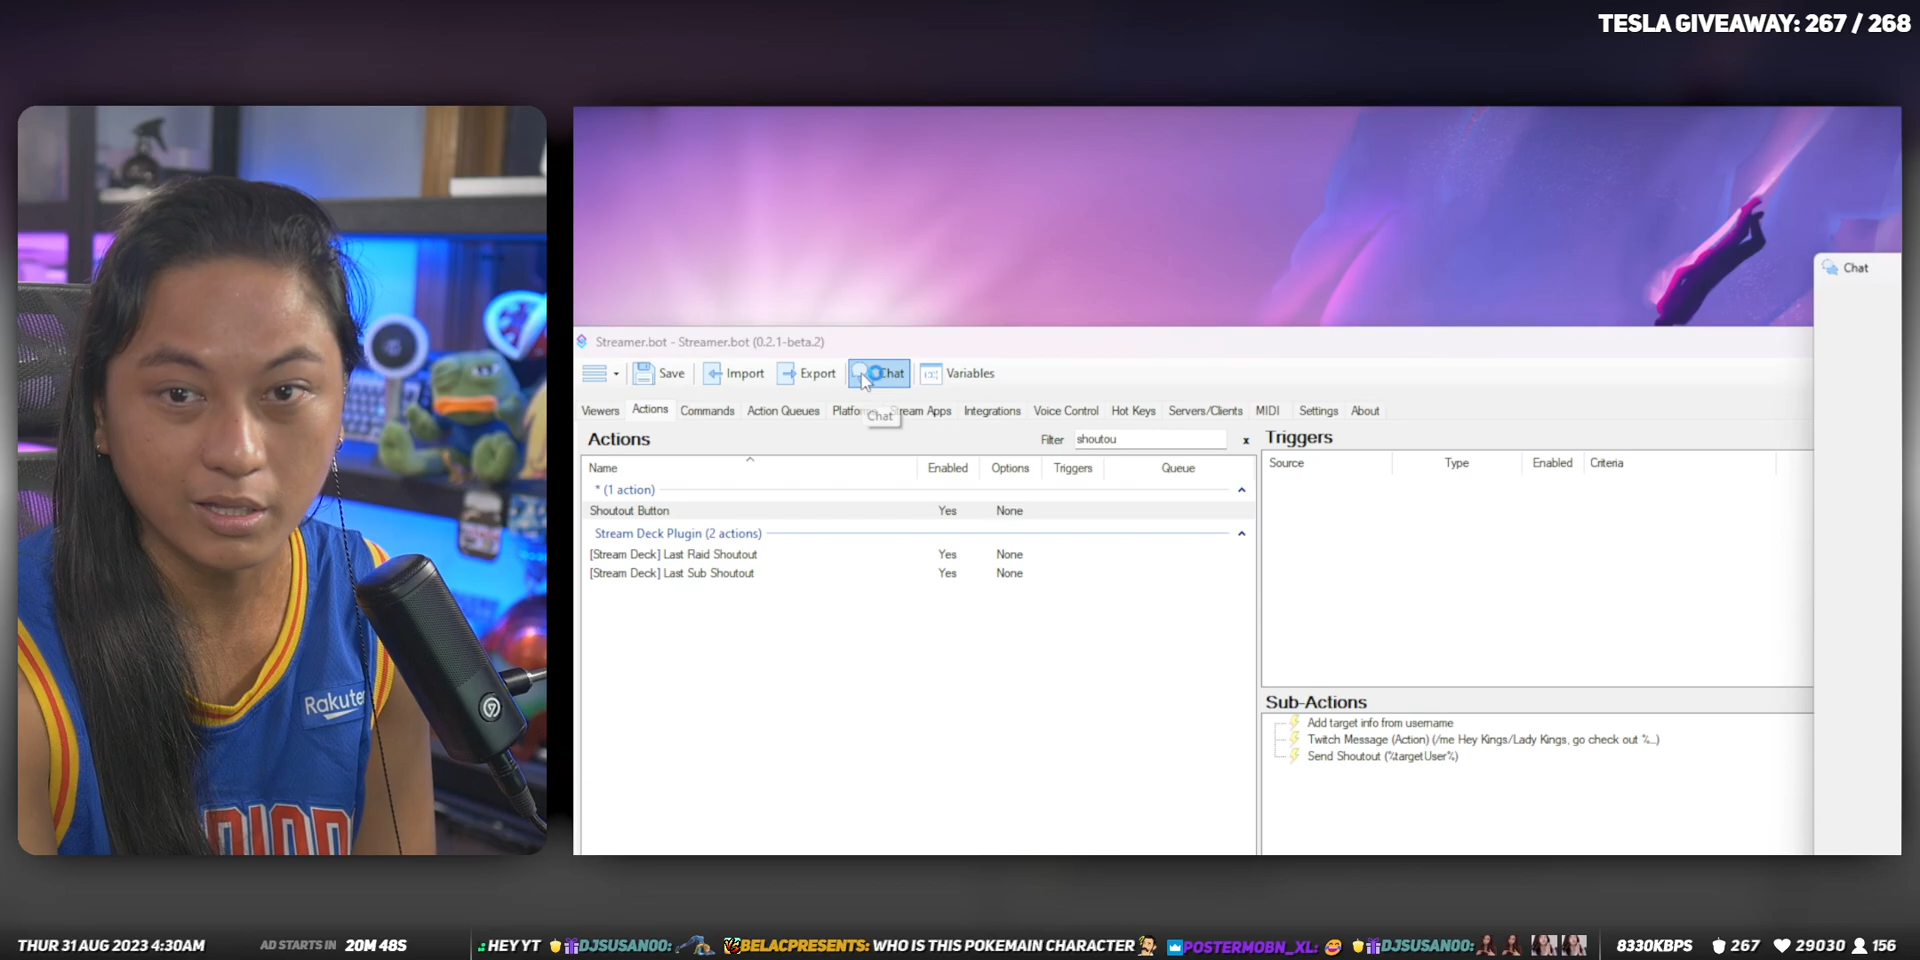 TESLA GIVEAWAY: 267 / 268
Rakuten
Chat
Streamer.bot - Streamer.bot (0.2.1-beta.2)
Save Import Export Chat Variables
Viewers Actions Commands Action Queues Stream Apps Integrations Voice Control Hot Keys Servers/Clients MIDI Settings About
Chat
Actions Filter shoutou x Triggers
Name Enabled Options Triggers Queue Source Type Enabled Criteria
* (1 action)
Shoutout Button Yes None
Stream Deck Plugin (2 actions)
[Stream Deck] Last Raid Shoutout Yes None
[Stream Deck] Last Sub Shoutout Yes None
Sub-Actions
Add target info from username
Twitch Message (Action) (/me Hey Kings/Lady Kings, go check out %...)
Send Shoutout (%targetUser%)
THUR 31 AUG 2023 4:30AM AD STARTS IN 20M 48S : HEY YT DJSUSAN00: BELACPRESENTS: WHO IS THIS POKEMAIN CHARACTER POSTERMOBN_XL: DJSUSAN00: 8330KBPS 267 29030 156